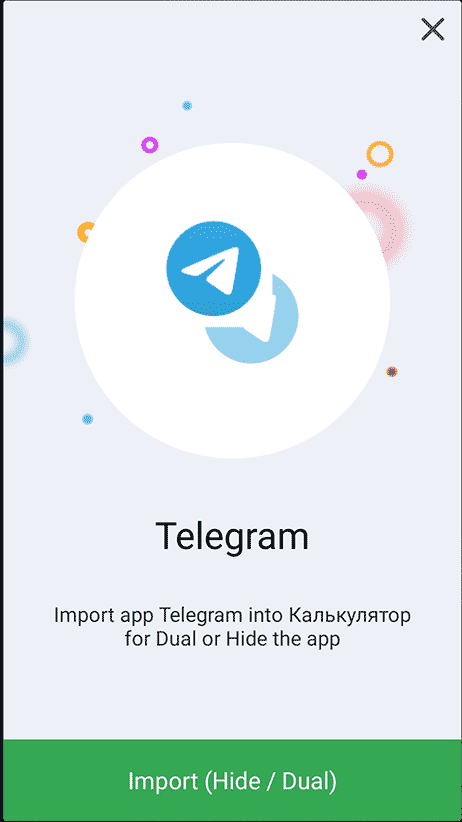 Telegram
Import app Telegram into Калькулятор
for Dual or Hide the app
Import (Hide / Dual)